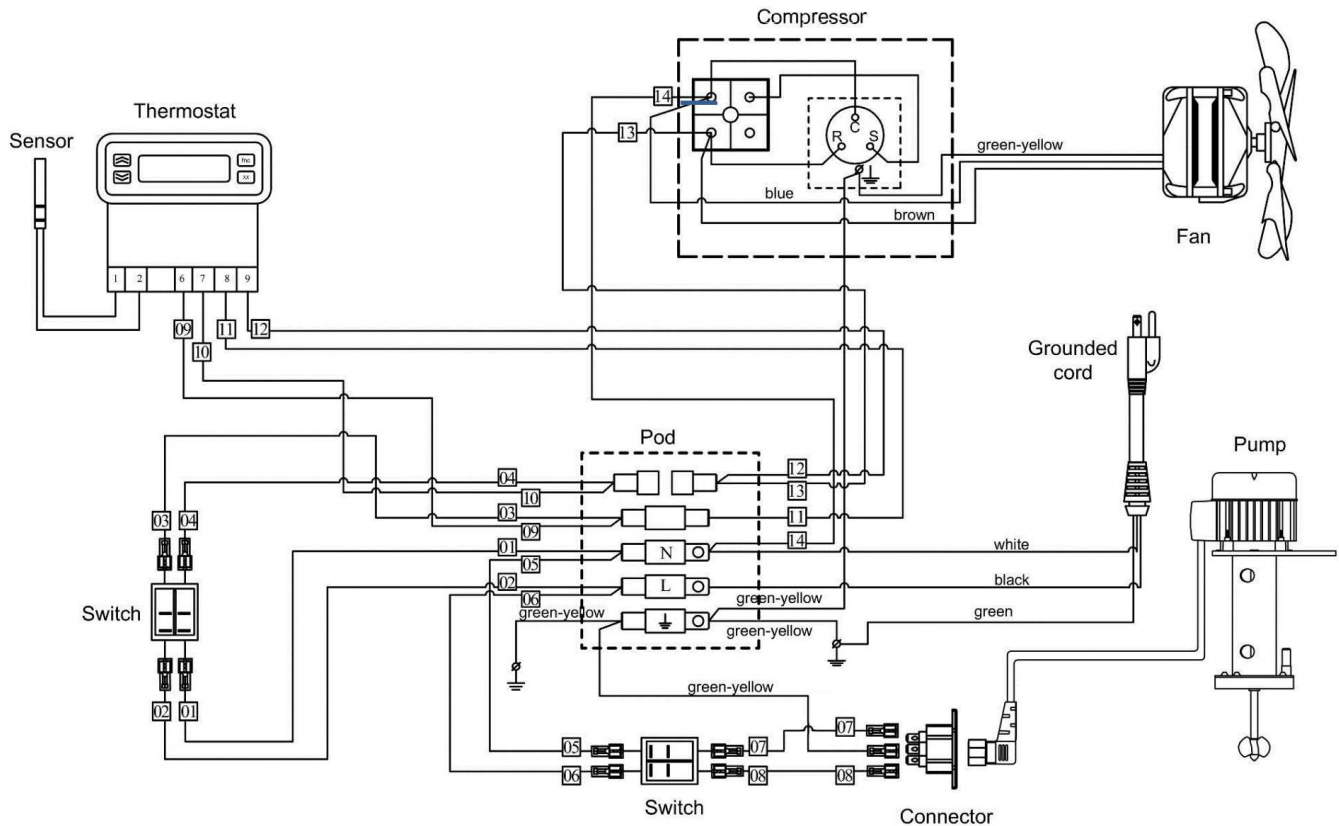 Compressor
Thermostat
Sensor
14
13
R
C
S
green-yellow
blue
brown
Fan
1
2
6
7
8
9
09
11
12
10
Grounded
cord
Pod
Pump
04
12
10
13
03
04
03
11
09
01
N
14
white
05
02
L
black
Switch
06
green-yellow
green-yellow
green
green-yellow
02
01
green-yellow
05
07
07
06
08
08
Switch
Connector